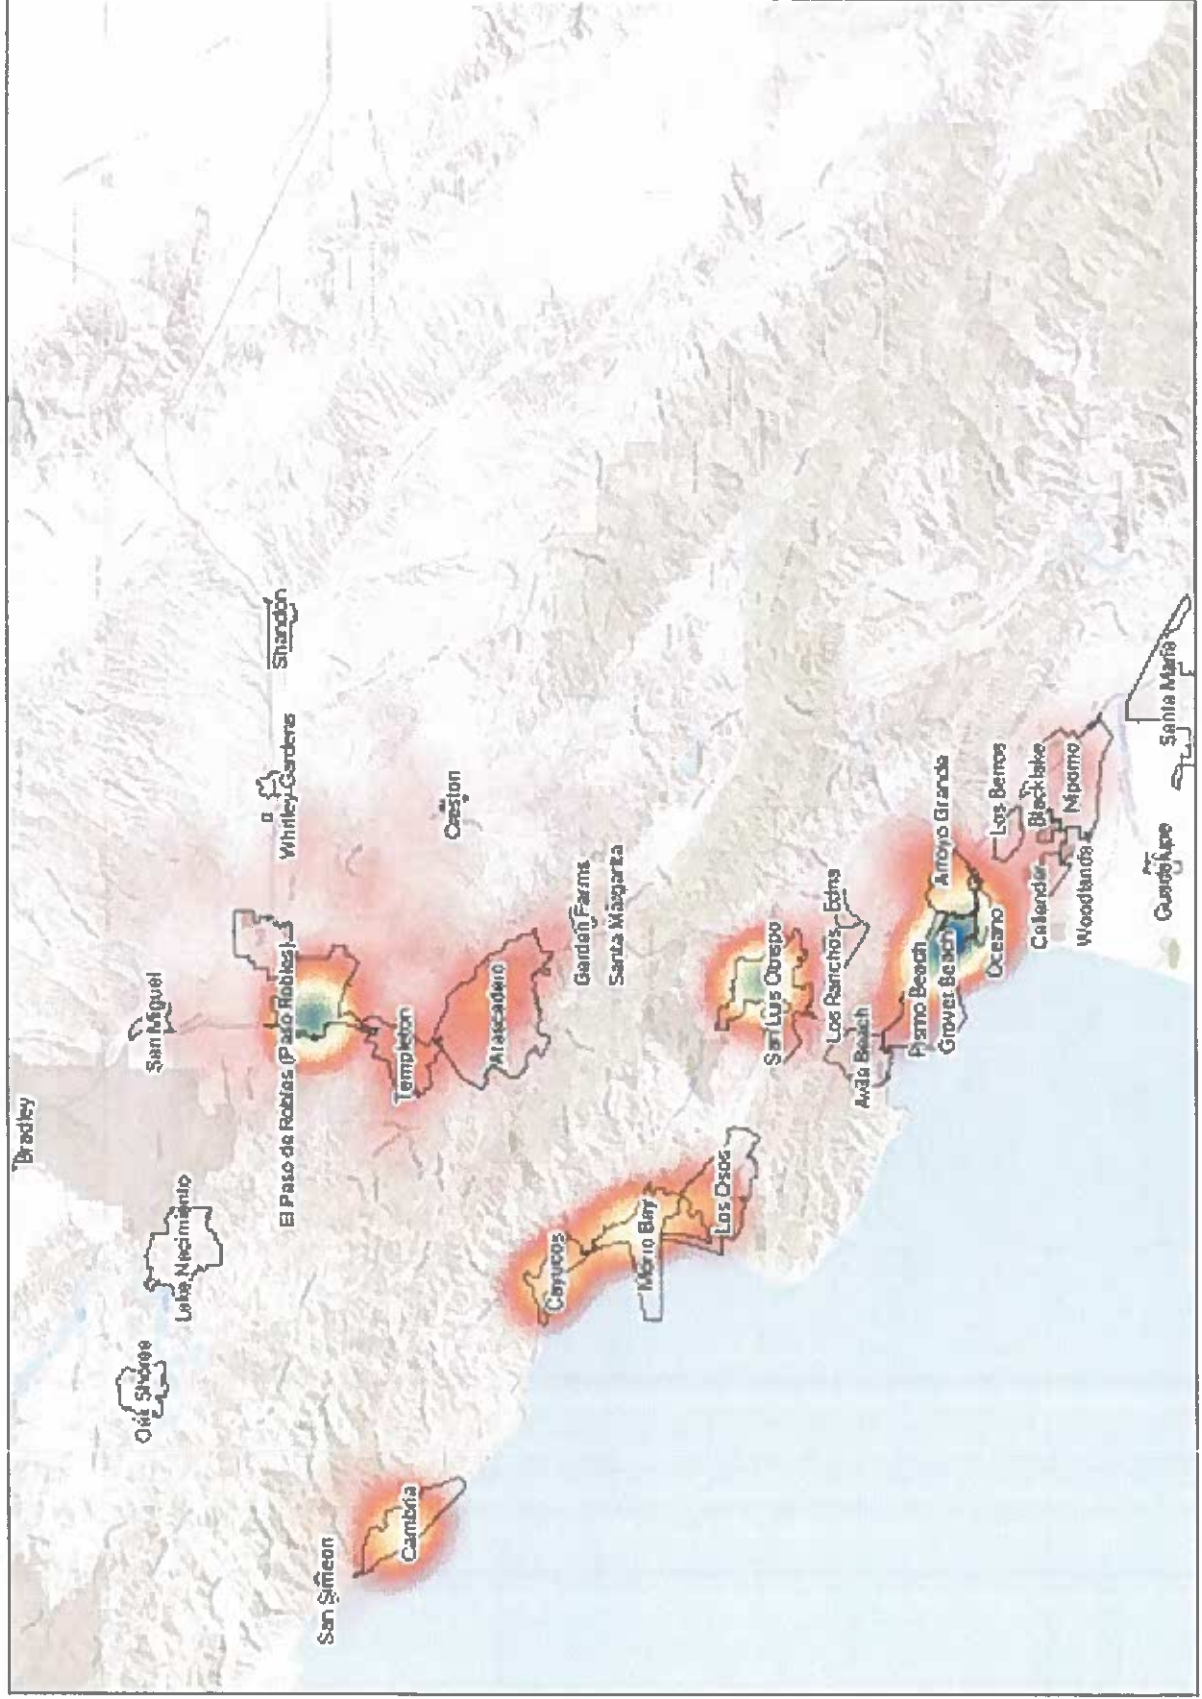 Bradley
San Miguel
Oak Shores
Lake Nacimiento
Whitley Gardens
Shandon
El Paso de Robles (Paso Robles)
San Simeon
Cambria
Templeton
Creston
Atascadero
Cayucos
Garden Farms
Santa Margarita
Morro Bay
Los Osos
San Luis Obispo
Los Ranchos
Edna
Avila Beach
Pismo Beach
Grover Beach
Arroyo Grande
Oceano
Los Berros
Callender
Blacklake
Nipomo
Woodlands
Guadalupe
Santa Maria